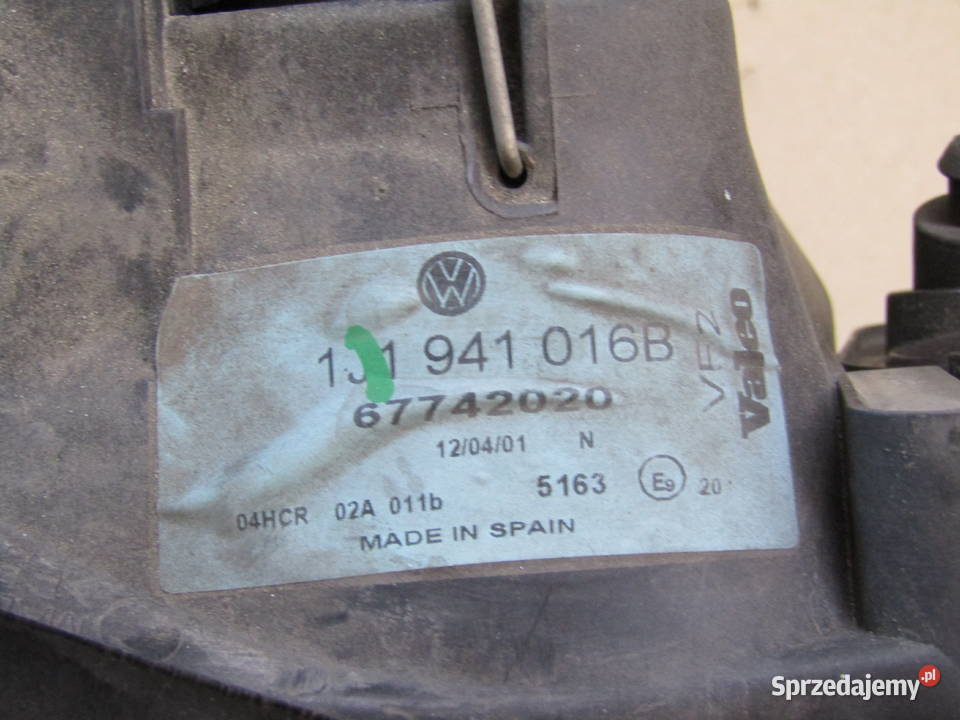 1J1 941 016B
67742020
12/04/01 N
04HCR 02A 011b 5163 E9 20
MADE IN SPAIN
VF2
Valeo
Sprzedajemy.pl